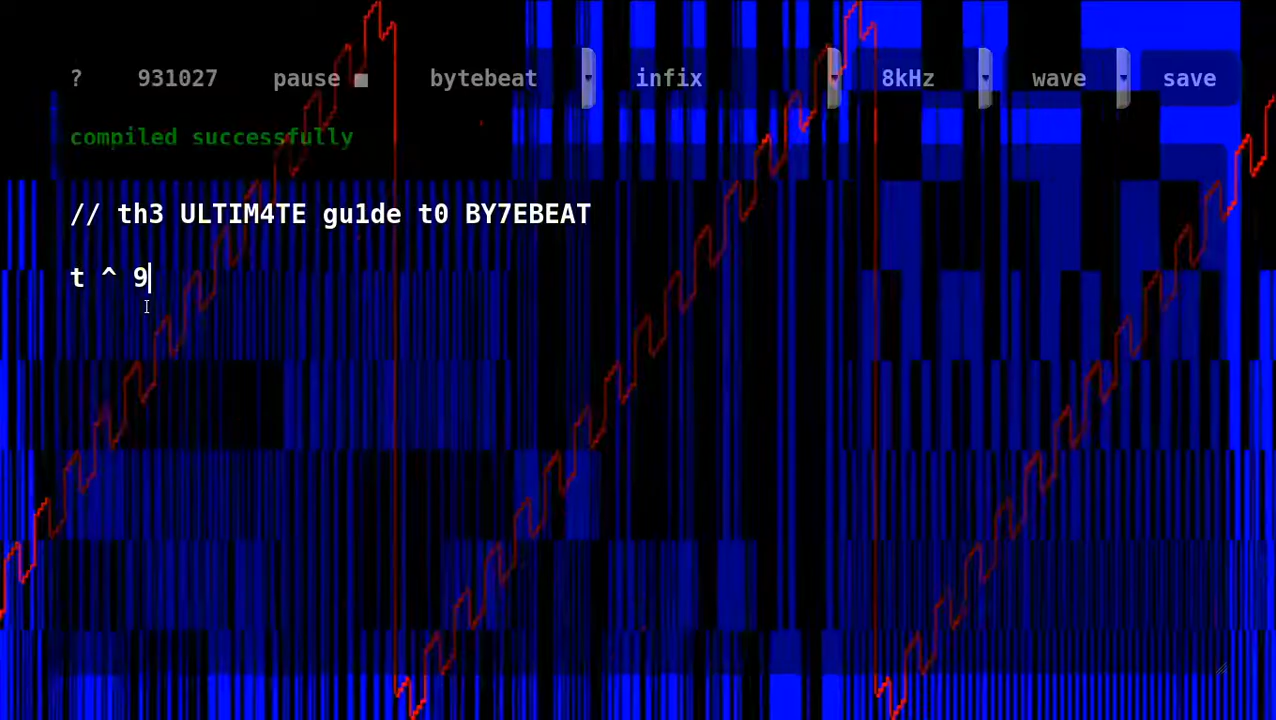 ? 931027 pause ■ bytebeat infix 8kHz wave save
compiled successfully
// th3 ULTIM4TE gu1de t0 BY7EBEAT
t ^ 9